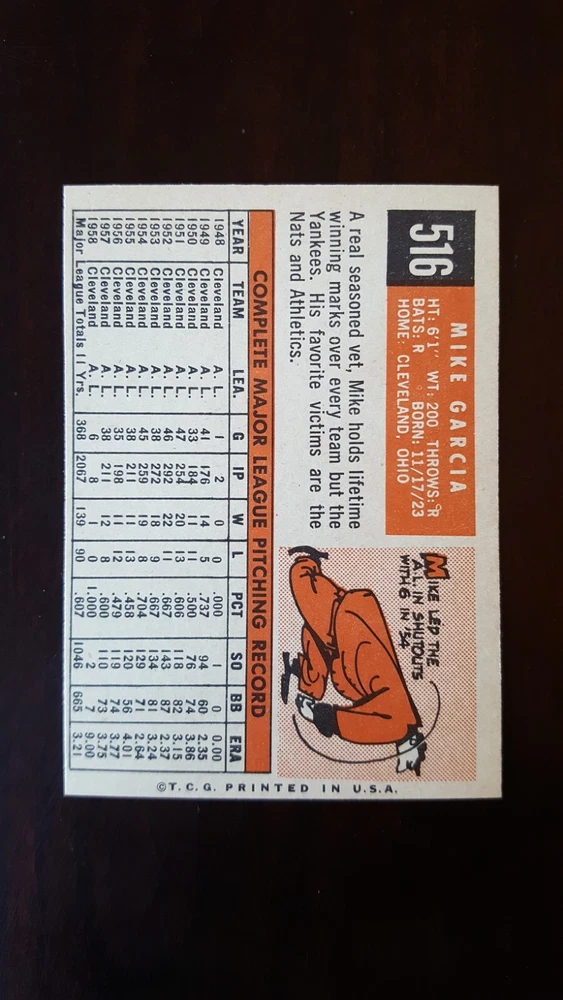 516
MIKE GARCIA
HT: 6'1" WT: 200 THROWS: R
BATS: R BORN: 11/17/23
HOME: CLEVELAND, OHIO
A real seasoned vet, Mike holds lifetime
winning marks over every team but the
Yankees. His favorite victims are the
Nats and Athletics.
MIKE LED THE
A.L. IN SHUTOUTS
WITH 6 IN '54
COMPLETE MAJOR LEAGUE PITCHING RECORD
YEAR TEAM LEA. G IP W L PCT SO BB ERA
1948 Cleveland A. L. 1 2 0 0 .000 1 0 0.00
1949 Cleveland A. L. 41 176 14 5 .737 94 60 2.35
1950 Cleveland A. L. 33 184 11 11 .500 76 74 3.86
1951 Cleveland A. L. 47 254 20 13 .606 118 82 3.15
1952 Cleveland A. L. 46 292 22 11 .667 143 87 2.37
1953 Cleveland A. L. 38 272 18 9 .667 134 81 3.24
1954 Cleveland A. L. 45 259 19 8 .704 129 71 2.64
1955 Cleveland A. L. 38 211 11 13 .458 120 56 4.01
1956 Cleveland A. L. 35 198 11 12 .479 119 74 3.77
1957 Cleveland A. L. 38 211 12 8 .600 110 73 3.75
1958 Cleveland A. L. 6 8 1 0 1.000 2 7 9.00
Major League Totals 11 Yrs. 368 2067 139 90 .607 1046 665 3.21
©T.C.G. PRINTED IN U.S.A.